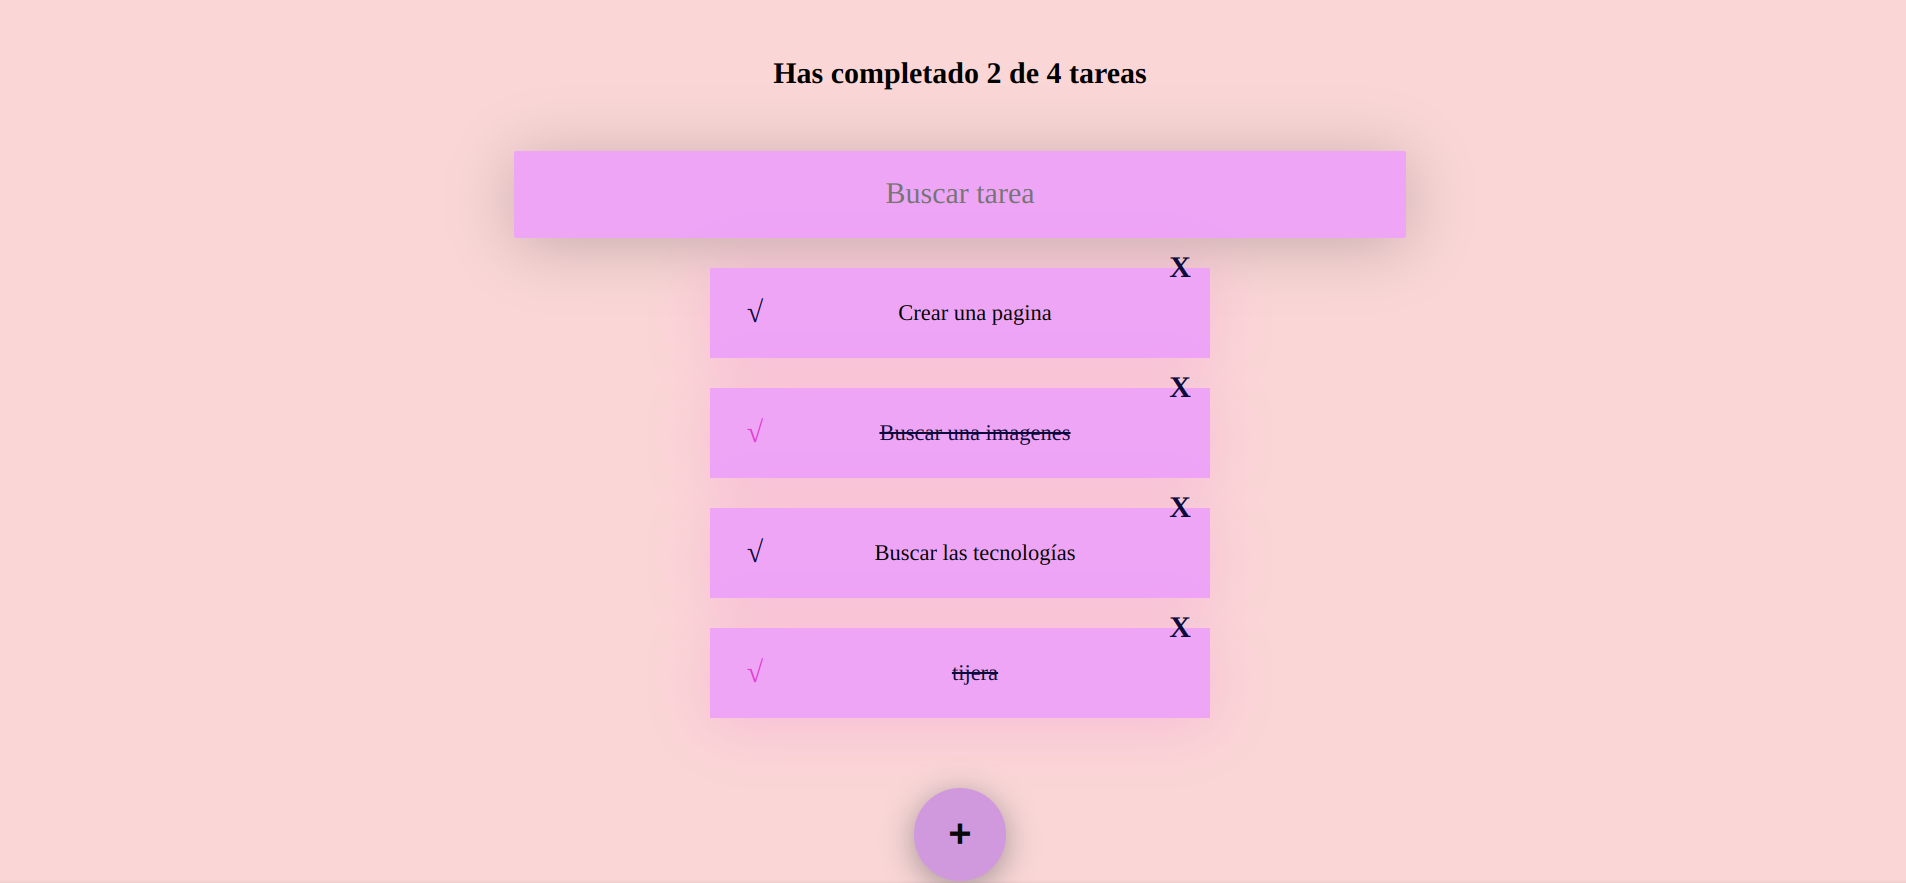 Has completado 2 de 4 tareas
Buscar tarea
X
√ Crear una pagina
X
√ Buscar una imagenes
X
√ Buscar las tecnologías
X
√ tijera
+